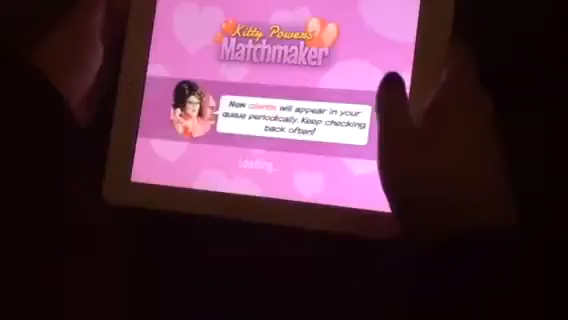 Kitty Powers'
Matchmaker
New clients will appear in your
queue periodically. Keep checking
back often!
Loading...